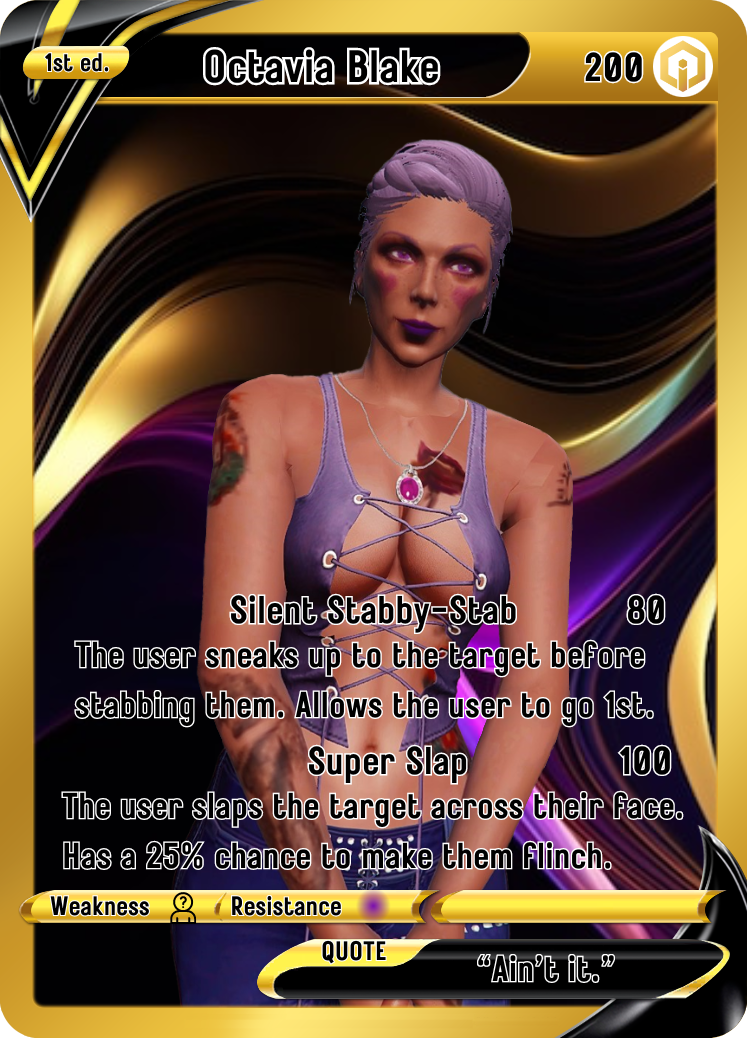 1st ed.
Octavia Blake
200
Silent Stabby-Stab 80
The user sneaks up to the target before
stabbing them. Allows the user to go 1st.
Super Slap 100
The user slaps the target across their face.
Has a 25% chance to make them flinch.
Weakness ? Resistance
QUOTE
“Ain’t it.”